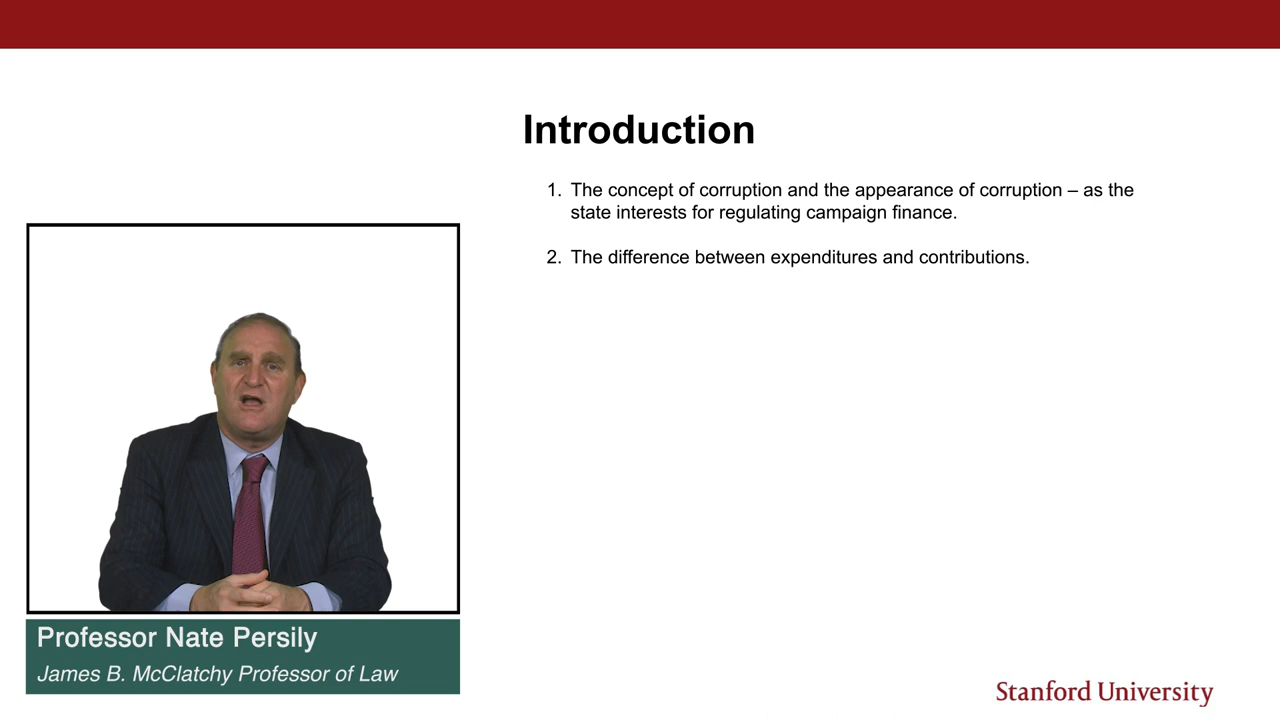 Introduction
1. The concept of corruption and the appearance of corruption – as the
state interests for regulating campaign finance.
2. The difference between expenditures and contributions.
Professor Nate Persily
James B. McClatchy Professor of Law
Stanford University